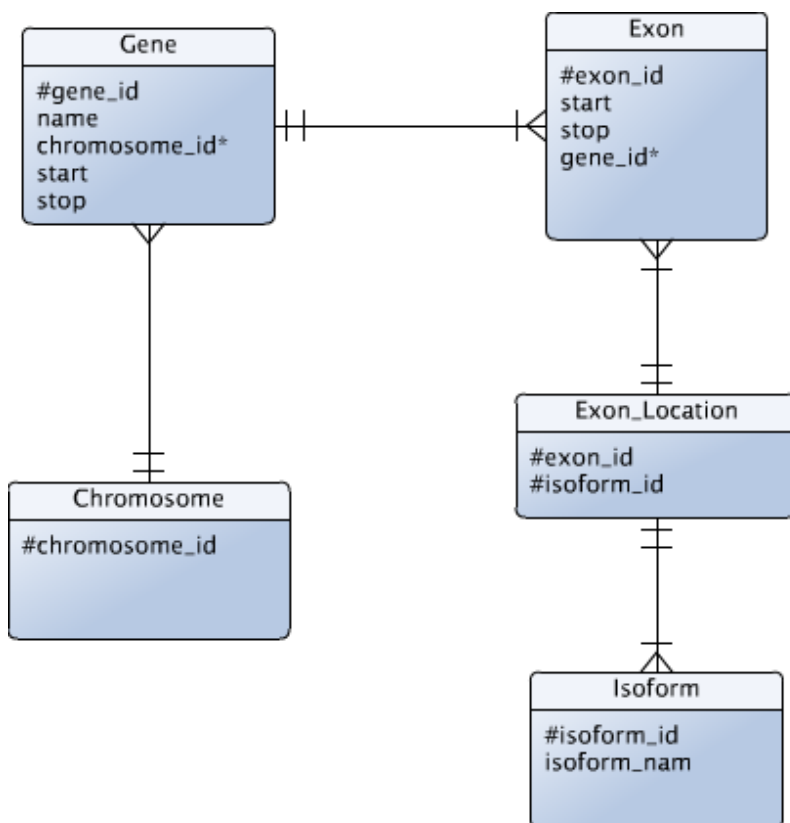 Gene
#gene_id
name
chromosome_id*
start
stop
Exon
#exon_id
start
stop
gene_id*
Exon_Location
#exon_id
#isoform_id
Chromosome
#chromosome_id
Isoform
#isoform_id
isoform_nam